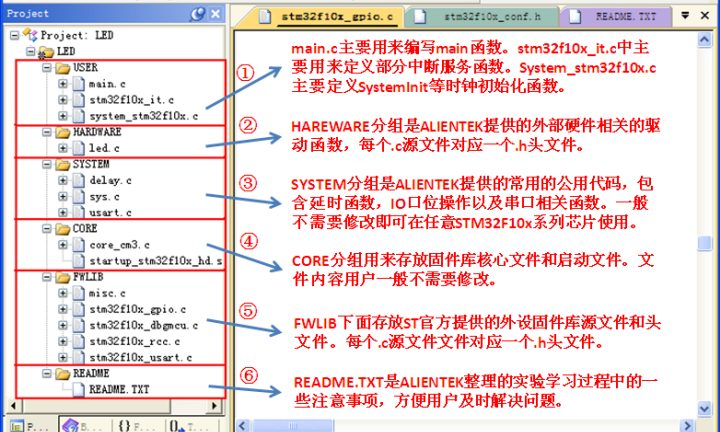 Project
stm32f10x_gpio.c
stm32f10x_conf.h
README.TXT
Project: LED
LED
USER
main.c
stm32f10x_it.c
system_stm32f10x.c
HARDWARE
led.c
SYSTEM
delay.c
sys.c
usart.c
CORE
core_cm3.c
startup_stm32f10x_hd.s
FWLIB
misc.c
stm32f10x_gpio.c
stm32f10x_dbgmcu.c
stm32f10x_rcc.c
stm32f10x_usart.c
README
README.TXT
①
main.c主要用来编写main函数。stm32f10x_it.c中主
要用来定义部分中断服务函数。System_stm32f10x.c
主要定义SystemInit等时钟初始化函数。
②
HAREWARE分组是ALIENTEK提供的外部硬件相关的驱
动函数，每个.c源文件对应一个.h头文件。
③
SYSTEM分组是ALIENTEK提供的常用的公用代码，包
含延时函数，IO口位操作以及串口相关函数。一般
不需要修改即可在任意STM32F10x系列芯片使用。
④
CORE分组用来存放固件库核心文件和启动文件。文
件内容用户一般不需要修改。
⑤
FWLIB下面存放ST官方提供的外设固件库源文件和头
文件。每个.c源文件文件对应一个.h头文件。
⑥
README.TXT是ALIENTEK整理的实验学习过程中的一
些注意事项，方便用户及时解决问题。
P...
B...
{} F...
0, T...